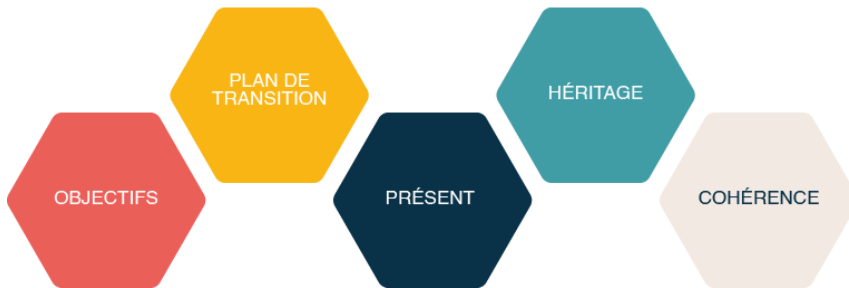 OBJECTIFS
PLAN DE
TRANSITION
PRÉSENT
HÉRITAGE
COHÉRENCE